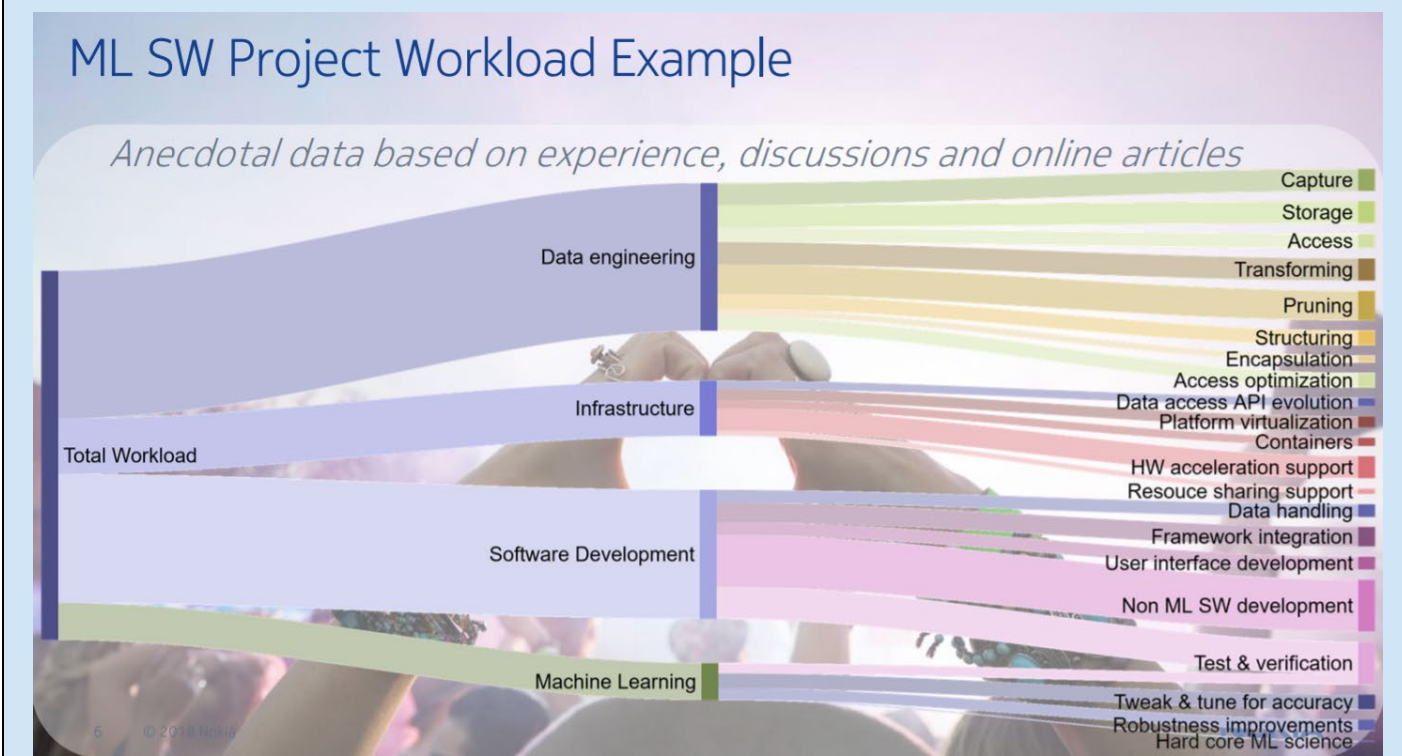 ML SW Project Workload Example
Anecdotal data based on experience, discussions and online articles
Capture
Storage
Access
Data engineering
Transforming
Pruning
Structuring
Encapsulation
Access optimization
Data access API evolution
Infrastructure
Platform virtualization
Containers
Total Workload
HW acceleration support
Resouce sharing support
Data handling
Framework integration
Software Development
User interface development
Non ML SW development
Test & verification
Machine Learning
Tweak & tune for accuracy
Robustness improvements
Hard core ML science
6 © 2018 Nokia